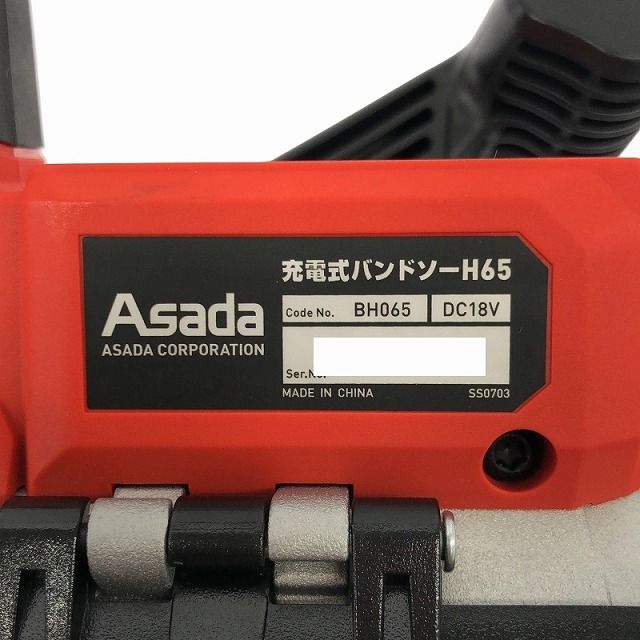 Asada
ASADA CORPORATION
充電式バンドソーH65
Code No. BH065 DC18V
Ser.No.
MADE IN CHINA SS0703